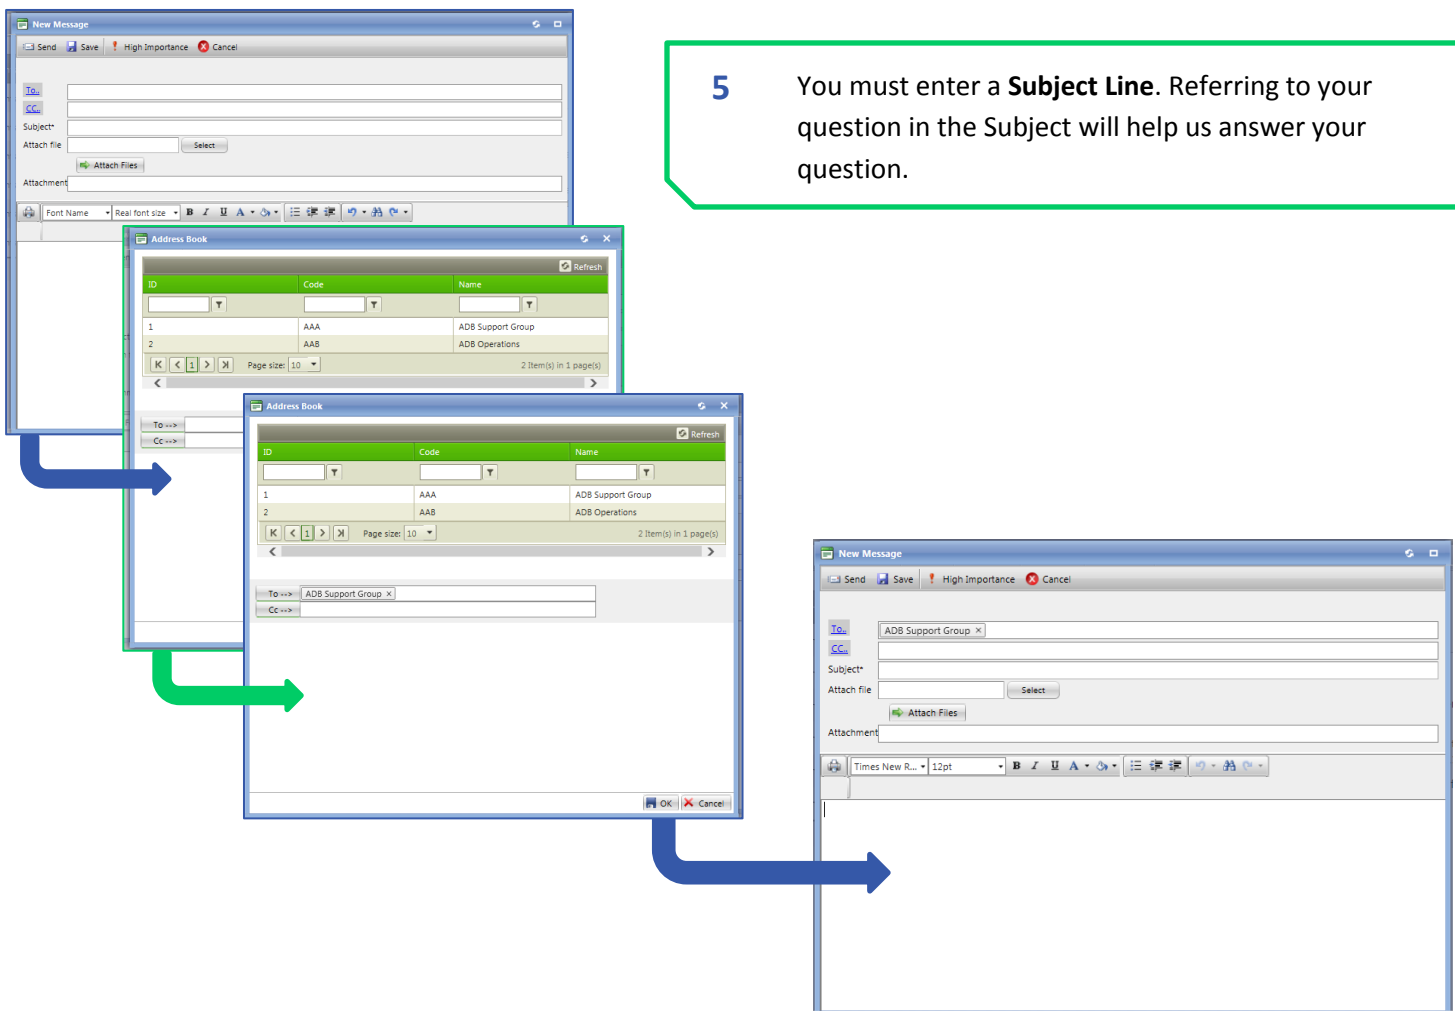 New Message
Send Save High Importance Cancel
To..
CC..
Subject*
Attach file Select
Attach Files
Attachment
Font Name Real font size B I U A
5 You must enter a Subject Line. Referring to your
question in the Subject will help us answer your
question.
Address Book
Refresh
ID Code Name
1 AAA ADB Support Group
2 AAB ADB Operations
1 Page size: 10 2 Item(s) in 1 page(s)
To -->
Cc -->
Address Book
Refresh
ID Code Name
1 AAA ADB Support Group
2 AAB ADB Operations
1 Page size: 10 2 Item(s) in 1 page(s)
To --> ADB Support Group ×
Cc -->
OK Cancel
New Message
Send Save High Importance Cancel
To.. ADB Support Group ×
CC..
Subject*
Attach file Select
Attach Files
Attachment
Times New R... 12pt B I U A